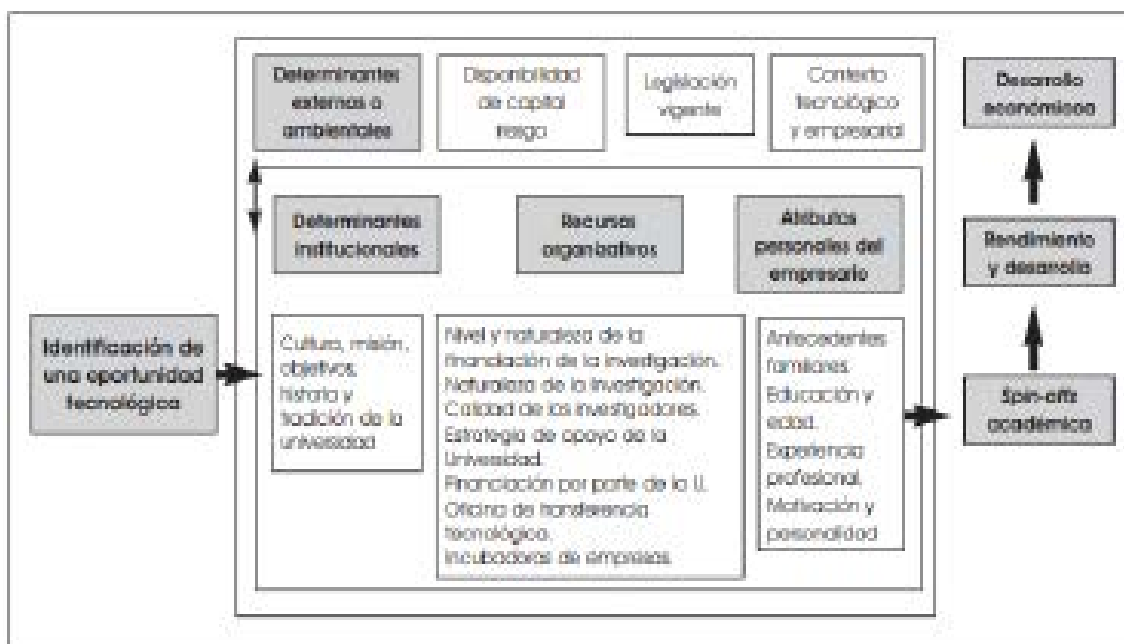 Determinantes
externos o
ambientales
Disponibilidad
de capital
riesgo
Legislación
vigente
Contexto
tecnológico
y empresarial
Desarrollo
económicoa
Determinantes
institucionales
Recursos
organizativos
Atributos
personales del
empresario
Rendimiento
y desarrollo
Identificación de
una oportunidad
tecnológica
Cultura, misión,
objetivos,
historia y
tradición de la
universidad
Nivel y naturaleza de la
financiación de la investigación.
Naturaleza de la investigación.
Calidad de los investigadores.
Estrategia de apoyo de la
Universidad.
Financiación por parte de la U.
Oficina de transferencia
tecnológica.
Incubadoras de empresas.
Antecedentes
familiares.
Educación y
edad.
Experiencia
profesional.
Motivación y
personalidad
Spin-offs
académica